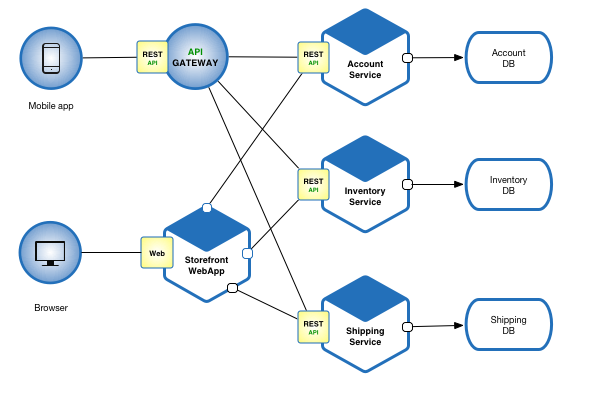 REST
API
API
GATEWAY
Mobile app
REST
API
Account
Service
Account
DB
REST
API
Inventory
Service
Inventory
DB
Web
Storefront
WebApp
Browser
REST
API
Shipping
Service
Shipping
DB